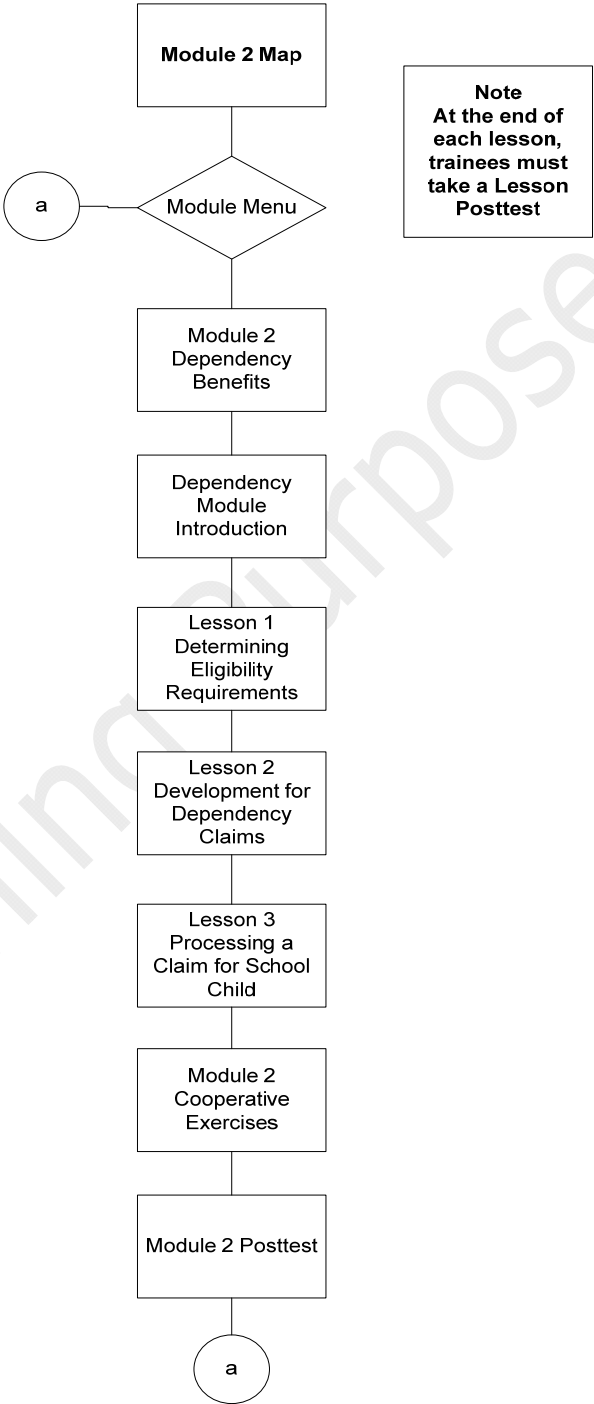 Module 2 Map
Note
At the end of
each lesson,
trainees must
take a Lesson
Posttest
a
Module Menu
Module 2
Dependency
Benefits
Dependency
Module
Introduction
Lesson 1
Determining
Eligibility
Requirements
Lesson 2
Development for
Dependency
Claims
Lesson 3
Processing a
Claim for School
Child
Module 2
Cooperative
Exercises
Module 2 Posttest
a
ing Purpose